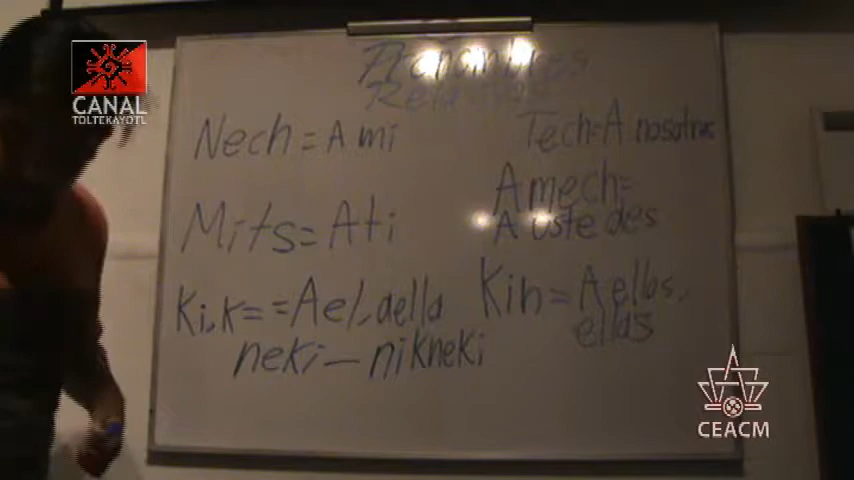 CANAL
TOLTEKAYOTL
Pronombres
Nech = A mi
Tech = A nosotros
Mits = A ti
Amech =
A ustedes
Ki, k = = A el, a ella
Kin = A ellos,
ellas
neki — nikneki
CEACM